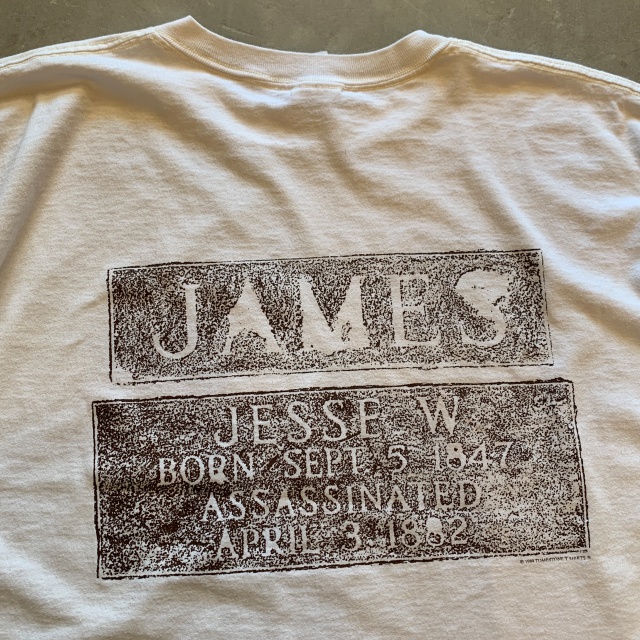 JAMES
JESSE W
BORN SEPT. 5 1847
ASSASSINATED
APRIL 3 1882